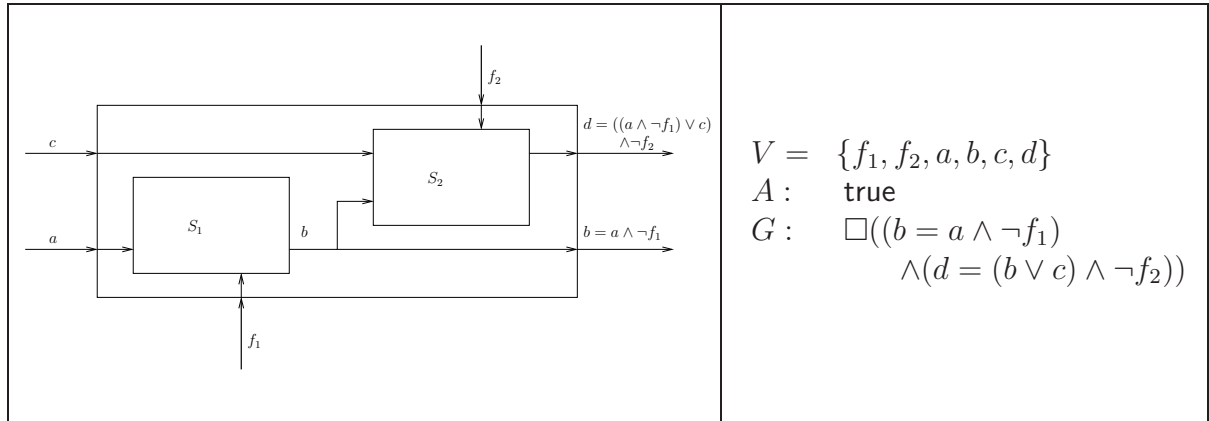 f₂
d = ((a ∧ ¬f₁) ∨ c)
∧¬f₂
c
S₂
S₁
a
b
b = a ∧ ¬f₁
f₁
V = {f₁, f₂, a, b, c, d}
A : true
G : □((b = a ∧ ¬f₁)
∧(d = (b ∨ c) ∧ ¬f₂))